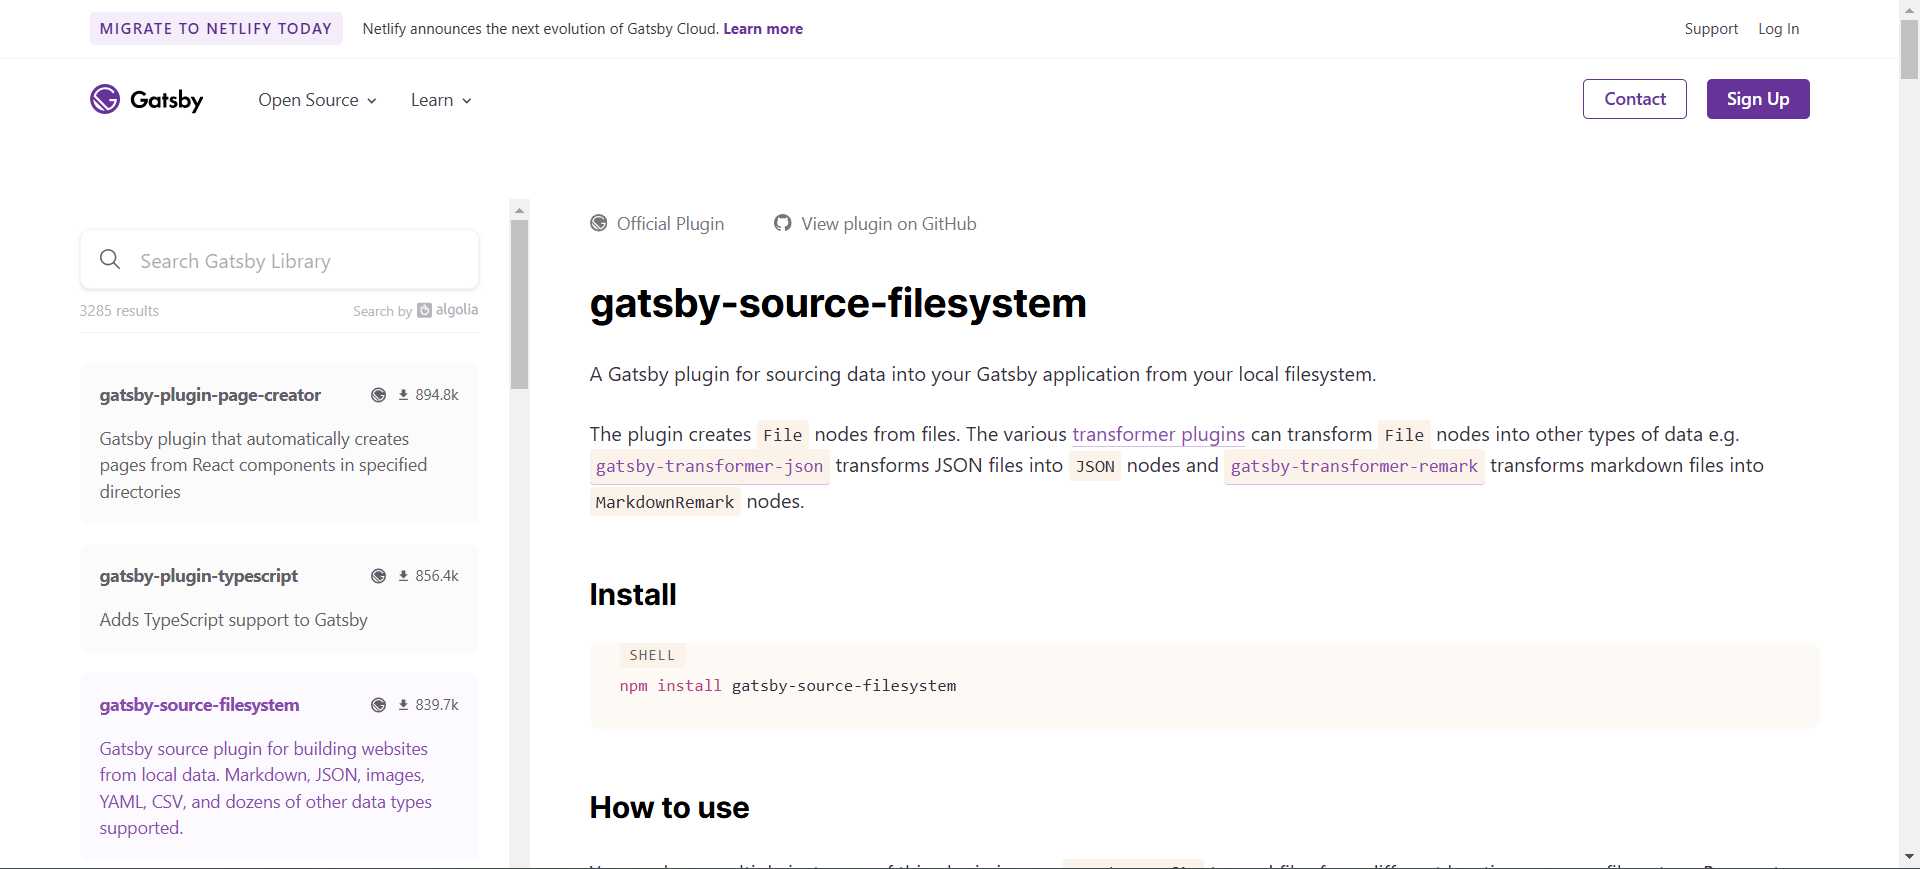 MIGRATE TO NETLIFY TODAY Netlify announces the next evolution of Gatsby Cloud. Learn more Support Log In
Gatsby Open Source Learn Contact Sign Up
Search Gatsby Library
3285 results Search by algolia
gatsby-plugin-page-creator 894.8k
Gatsby plugin that automatically creates
pages from React components in specified
directories
gatsby-plugin-typescript 856.4k
Adds TypeScript support to Gatsby
gatsby-source-filesystem 839.7k
Gatsby source plugin for building websites
from local data. Markdown, JSON, images,
YAML, CSV, and dozens of other data types
supported.
Official Plugin View plugin on GitHub
gatsby-source-filesystem
A Gatsby plugin for sourcing data into your Gatsby application from your local filesystem.
The plugin creates File nodes from files. The various transformer plugins can transform File nodes into other types of data e.g.
gatsby-transformer-json transforms JSON files into JSON nodes and gatsby-transformer-remark transforms markdown files into
MarkdownRemark nodes.
Install
SHELL
npm install gatsby-source-filesystem
How to use